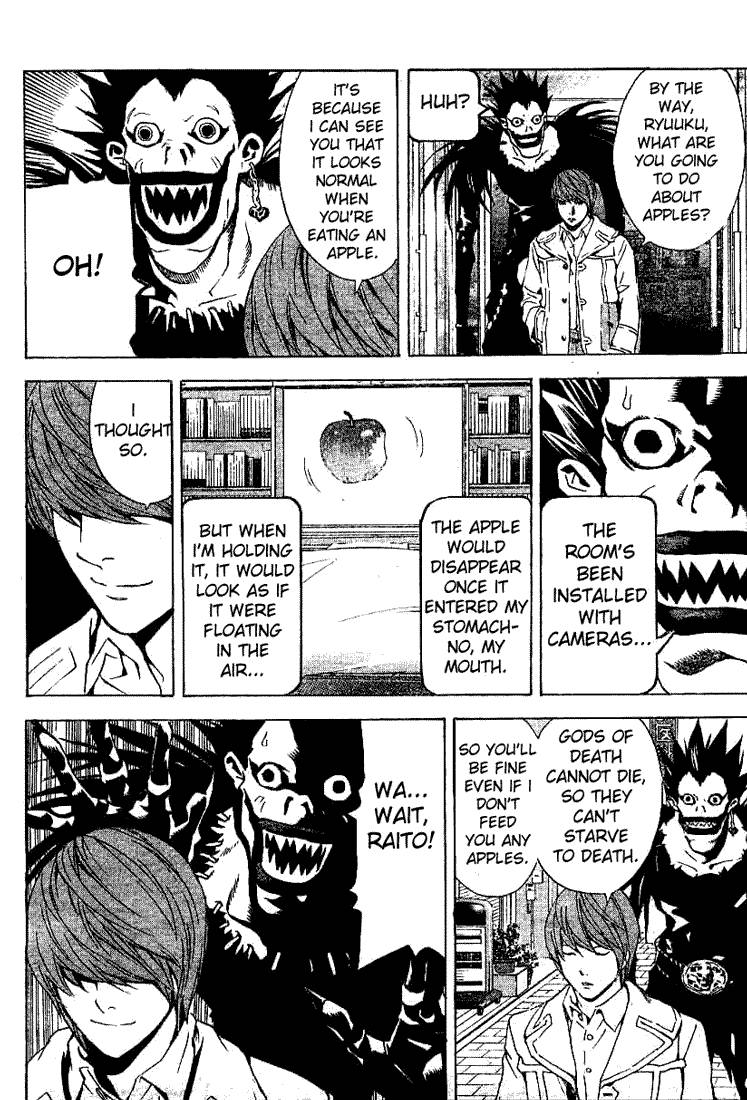 BY THE
WAY,
RYUUKU,
WHAT ARE
YOU GOING
TO DO
ABOUT
APPLES?
HUH?
IT'S
BECAUSE
I CAN SEE
YOU THAT
IT LOOKS
NORMAL
WHEN
YOU'RE
EATING AN
APPLE.
OH!
THE
ROOM'S
BEEN
INSTALLED
WITH
CAMERAS...
THE APPLE
WOULD
DISAPPEAR
ONCE IT
ENTERED MY
STOMACH-
NO, MY
MOUTH.
BUT WHEN
I'M HOLDING
IT, IT WOULD
LOOK AS IF
IT WERE
FLOATING
IN THE
AIR...
I
THOUGHT
SO.
GODS OF
DEATH
CANNOT DIE,
SO THEY
CAN'T
STARVE
TO DEATH.
SO YOU'LL
BE FINE
EVEN IF I
DON'T
FEED
YOU ANY
APPLES.
WA...
WAIT,
RAITO!